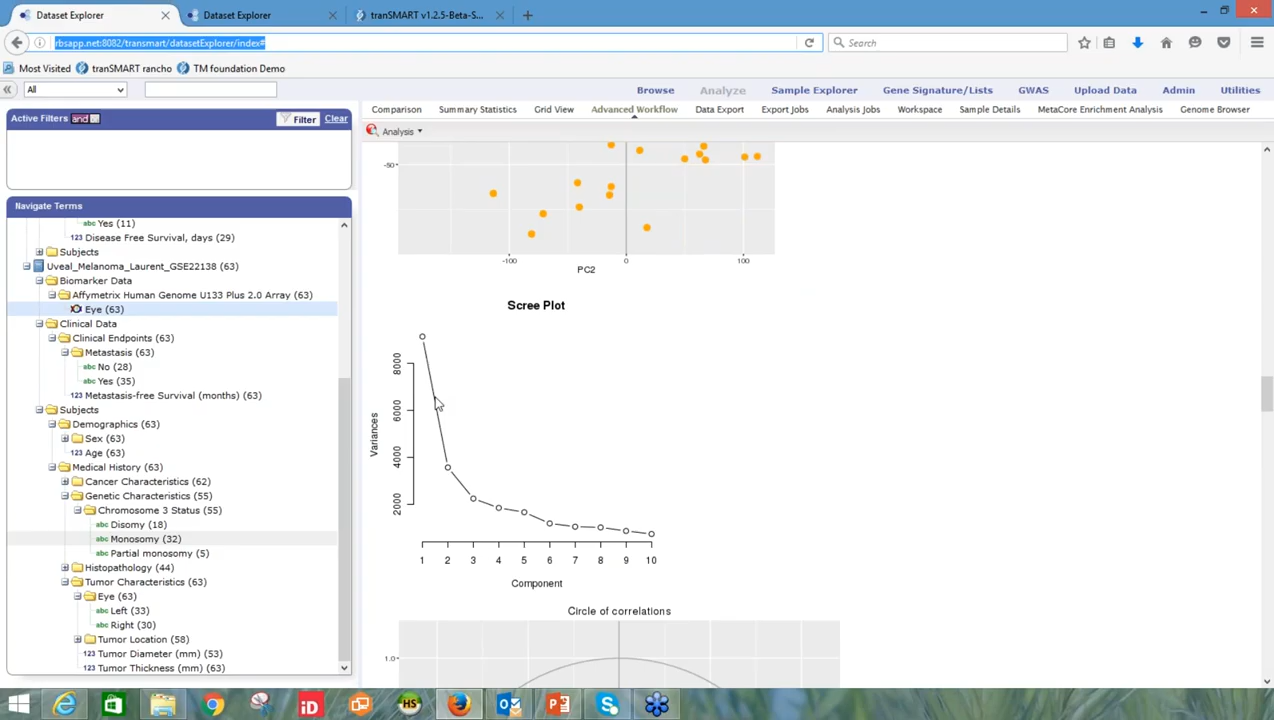 Dataset Explorer
Dataset Explorer
tranSMART v1.2.5-Beta-S...
rbsapp.net:8082/transmart/datasetExplorer/index#
Search
Most Visited
tranSMART rancho
TM foundation Demo
All
Browse
Analyze
Sample Explorer
Gene Signature/Lists
GWAS
Upload Data
Admin
Utilities
Active Filters
and
Filter
Clear
Comparison
Summary Statistics
Grid View
Advanced Workflow
Data Export
Export Jobs
Analysis Jobs
Workspace
Sample Details
MetaCore Enrichment Analysis
Genome Browser
Analysis
Navigate Terms
abc Yes (11)
123 Disease Free Survival, days (29)
Subjects
Uveal_Melanoma_Laurent_GSE22138 (63)
Biomarker Data
Affymetrix Human Genome U133 Plus 2.0 Array (63)
Eye (63)
Clinical Data
Clinical Endpoints (63)
Metastasis (63)
abc No (28)
abc Yes (35)
123 Metastasis-free Survival (months) (63)
Subjects
Demographics (63)
Sex (63)
123 Age (63)
Medical History (63)
Cancer Characteristics (62)
Genetic Characteristics (55)
Chromosome 3 Status (55)
abc Disomy (18)
abc Monosomy (32)
abc Partial monosomy (5)
Histopathology (44)
Tumor Characteristics (63)
Eye (63)
abc Left (33)
abc Right (30)
Tumor Location (58)
123 Tumor Diameter (mm) (53)
123 Tumor Thickness (mm) (63)
-50
-100 0 100
PC2
Scree Plot
Variances
8000
6000
4000
2000
1 2 3 4 5 6 7 8 9 10
Component
Circle of correlations
1.0
iD
HS